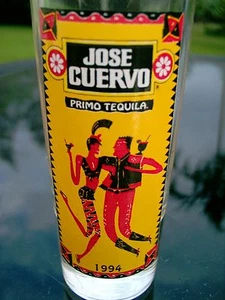 JOSE
CUERVO
PRIMO TEQUILA.
1994